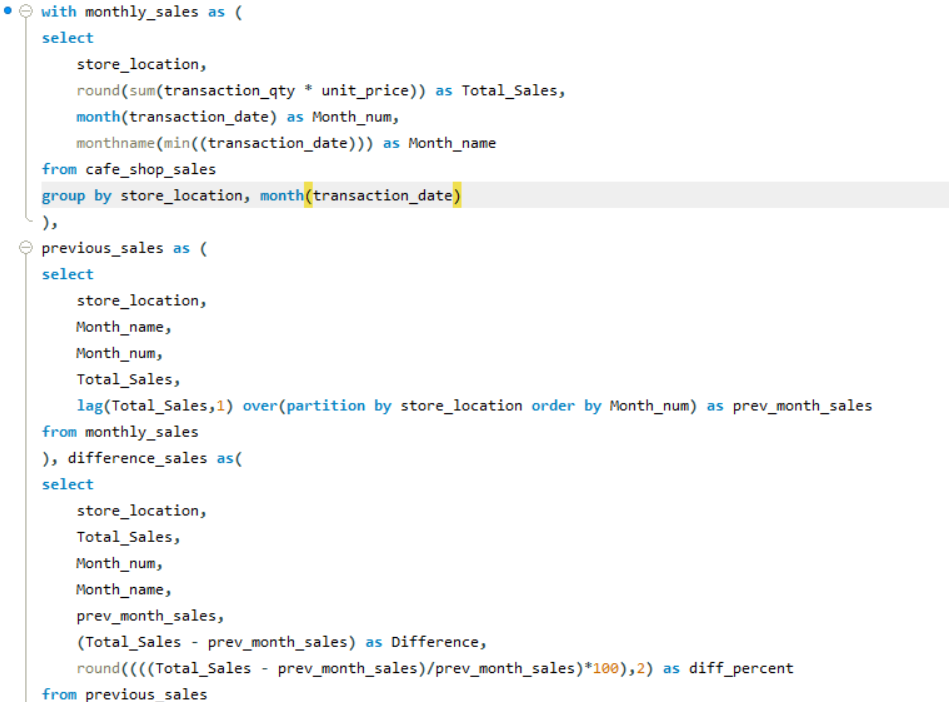 with monthly_sales as (
select
store_location,
round(sum(transaction_qty * unit_price)) as Total_Sales,
month(transaction_date) as Month_num,
monthname(min((transaction_date))) as Month_name
from cafe_shop_sales
group by store_location, month(transaction_date)
),
previous_sales as (
select
store_location,
Month_name,
Month_num,
Total_Sales,
lag(Total_Sales,1) over(partition by store_location order by Month_num) as prev_month_sales
from monthly_sales
), difference_sales as(
select
store_location,
Total_Sales,
Month_num,
Month_name,
prev_month_sales,
(Total_Sales - prev_month_sales) as Difference,
round((((Total_Sales - prev_month_sales)/prev_month_sales)*100),2) as diff_percent
from previous_sales